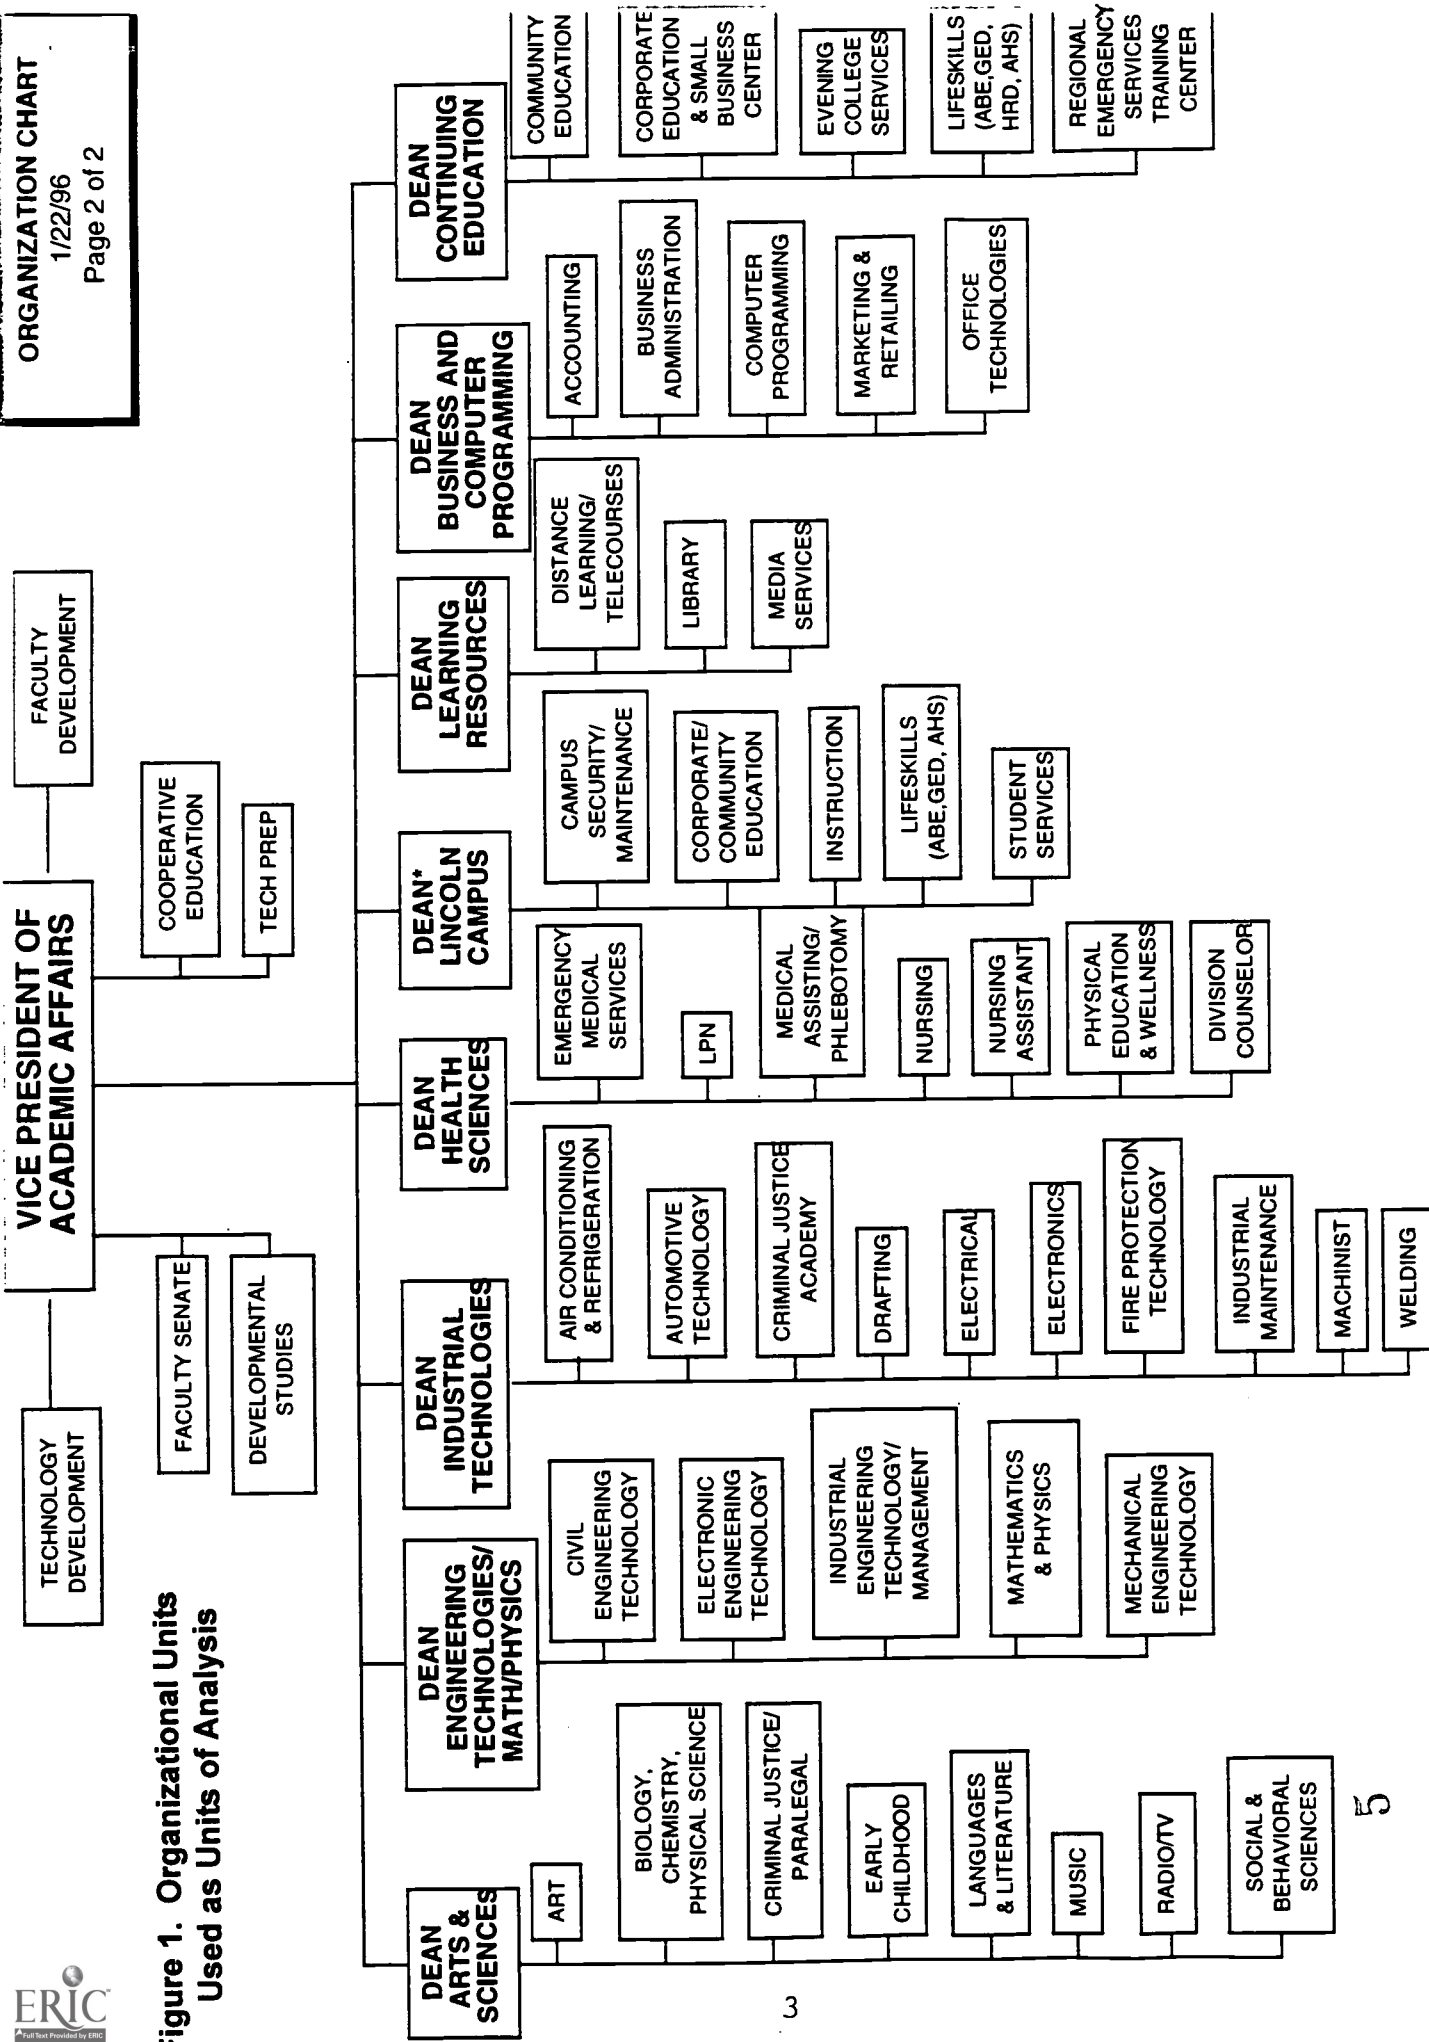 ORGANIZATION CHART
1/22/96
Page 2 of 2
VICE PRESIDENT OF
ACADEMIC AFFAIRS
TECHNOLOGY
DEVELOPMENT
FACULTY
DEVELOPMENT
FACULTY SENATE
DEVELOPMENTAL
STUDIES
COOPERATIVE
EDUCATION
TECH PREP
Figure 1. Organizational Units
Used as Units of Analysis
DEAN
ARTS &
SCIENCES
ART
BIOLOGY,
CHEMISTRY,
PHYSICAL SCIENCE
CRIMINAL JUSTICE/
PARALEGAL
EARLY
CHILDHOOD
LANGUAGES
& LITERATURE
MUSIC
RADIO/TV
SOCIAL &
BEHAVIORAL
SCIENCES
DEAN
ENGINEERING
TECHNOLOGIES/
MATH/PHYSICS
CIVIL
ENGINEERING
TECHNOLOGY
ELECTRONIC
ENGINEERING
TECHNOLOGY
INDUSTRIAL
ENGINEERING
TECHNOLOGY/
MANAGEMENT
MATHEMATICS
& PHYSICS
MECHANICAL
ENGINEERING
TECHNOLOGY
DEAN
INDUSTRIAL
TECHNOLOGIES
AIR CONDITIONING
& REFRIGERATION
AUTOMOTIVE
TECHNOLOGY
CRIMINAL JUSTICE
ACADEMY
DRAFTING
ELECTRICAL
ELECTRONICS
FIRE PROTECTION
TECHNOLOGY
INDUSTRIAL
MAINTENANCE
MACHINIST
WELDING
DEAN
HEALTH
SCIENCES
EMERGENCY
MEDICAL
SERVICES
LPN
MEDICAL
ASSISTING/
PHLEBOTOMY
NURSING
NURSING
ASSISTANT
PHYSICAL
EDUCATION
& WELLNESS
DIVISION
COUNSELOR
DEAN*
LINCOLN
CAMPUS
CAMPUS
SECURITY/
MAINTENANCE
CORPORATE/
COMMUNITY
EDUCATION
INSTRUCTION
LIFESKILLS
(ABE,GED, AHS)
STUDENT
SERVICES
DEAN
LEARNING
RESOURCES
DISTANCE
LEARNING/
TELECOURSES
LIBRARY
MEDIA
SERVICES
DEAN
BUSINESS AND
COMPUTER
PROGRAMMING
ACCOUNTING
BUSINESS
ADMINISTRATION
COMPUTER
PROGRAMMING
MARKETING &
RETAILING
OFFICE
TECHNOLOGIES
DEAN
CONTINUING
EDUCATION
COMMUNITY
EDUCATION
CORPORATE
EDUCATION
& SMALL
BUSINESS
CENTER
EVENING
COLLEGE
SERVICES
LIFESKILLS
(ABE,GED,
HRD, AHS)
REGIONAL
EMERGENCY
SERVICES
TRAINING
CENTER
5
3
ERIC
Full Text Provided by ERIC